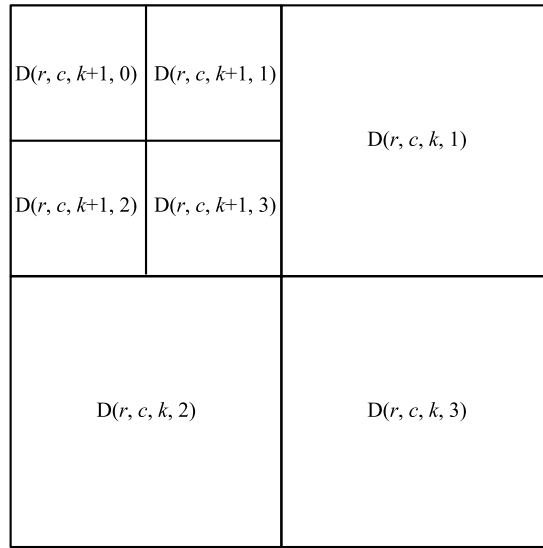 D(r, c, k+1, 0) D(r, c, k+1, 1)
D(r, c, k, 1)
D(r, c, k+1, 2) D(r, c, k+1, 3)
D(r, c, k, 2) D(r, c, k, 3)